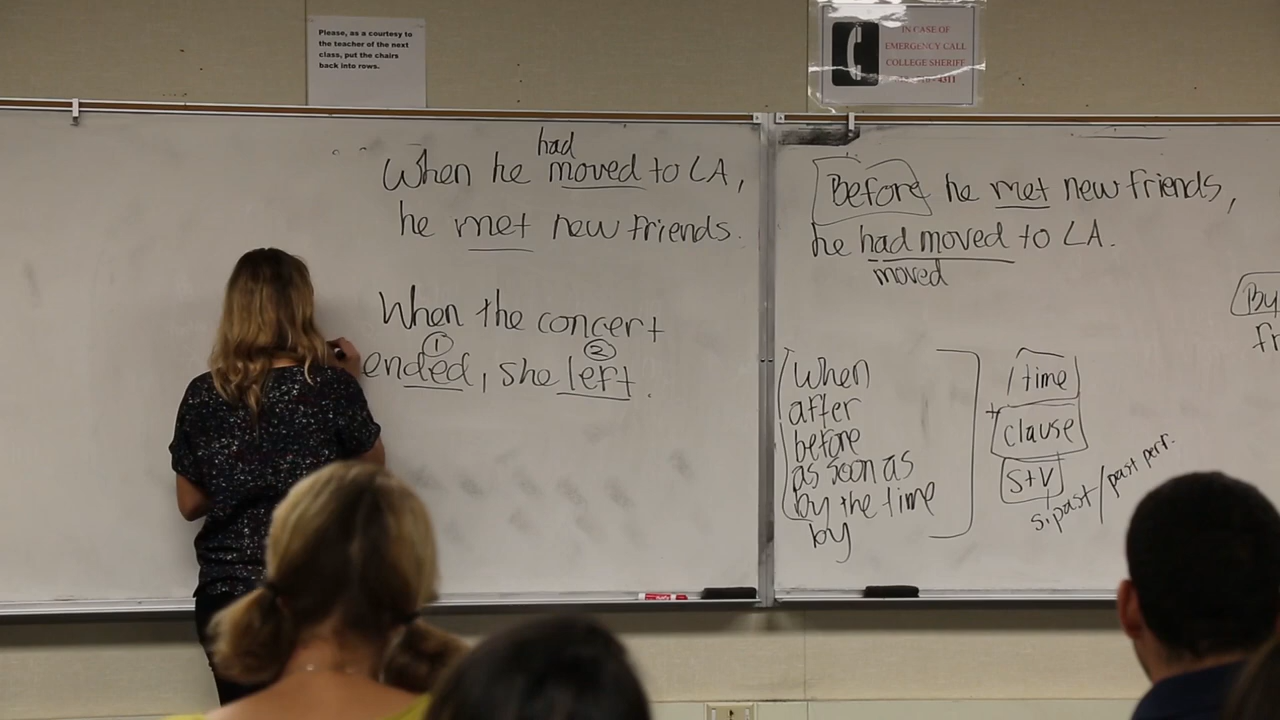 Please, as a courtesy to
the teacher of the next
class, put the chairs
back into rows.
IN CASE OF
EMERGENCY CALL
COLLEGE SHERIFF
4311
had
When he moved to LA,
he met new friends.
When the concert
① ②
ended, she left.
Before he met new friends,
he had moved to LA.
moved
When
after
before
as soon as
by the time
by
time
+
clause
S+V
s.past/past perf.
By
fr